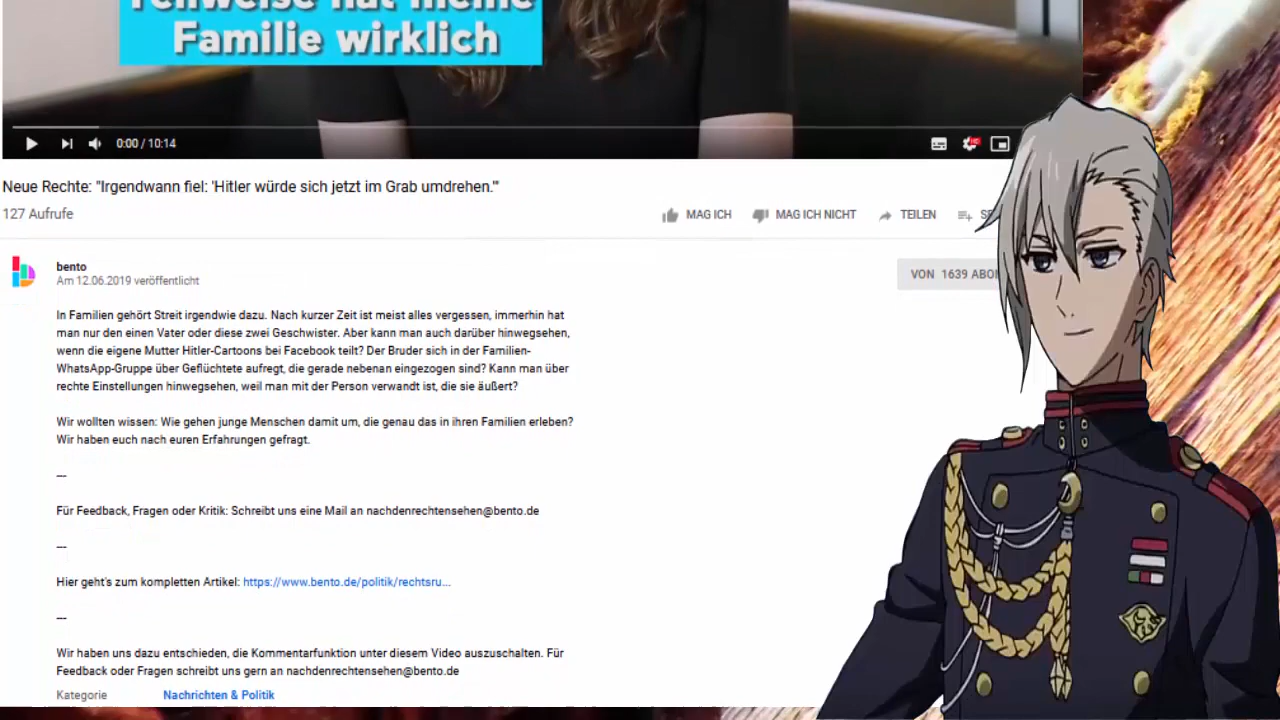 Teilweise hat meine
Familie wirklich
0:00 / 10:14
HD
Neue Rechte: "Irgendwann fiel: 'Hitler würde sich jetzt im Grab umdrehen.'"
127 Aufrufe
MAG ICH
MAG ICH NICHT
TEILEN
bento
Am 12.06.2019 veröffentlicht
VON 1639
In Familien gehört Streit irgendwie dazu. Nach kurzer Zeit ist meist alles vergessen, immerhin hat
man nur den einen Vater oder diese zwei Geschwister. Aber kann man auch darüber hinwegsehen,
wenn die eigene Mutter Hitler-Cartoons bei Facebook teilt? Der Bruder sich in der Familien-
WhatsApp-Gruppe über Geflüchtete aufregt, die gerade nebenan eingezogen sind? Kann man über
rechte Einstellungen hinwegsehen, weil man mit der Person verwandt ist, die sie äußert?
Wir wollten wissen: Wie gehen junge Menschen damit um, die genau das in ihren Familien erleben?
Wir haben euch nach euren Erfahrungen gefragt.
---
Für Feedback, Fragen oder Kritik: Schreibt uns eine Mail an nachdenrechtensehen@bento.de
---
Hier geht's zum kompletten Artikel: https://www.bento.de/politik/rechtsru...
---
Wir haben uns dazu entschieden, die Kommentarfunktion unter diesem Video auszuschalten. Für
Feedback oder Fragen schreibt uns gern an nachdenrechtensehen@bento.de
Kategorie
Nachrichten & Politik